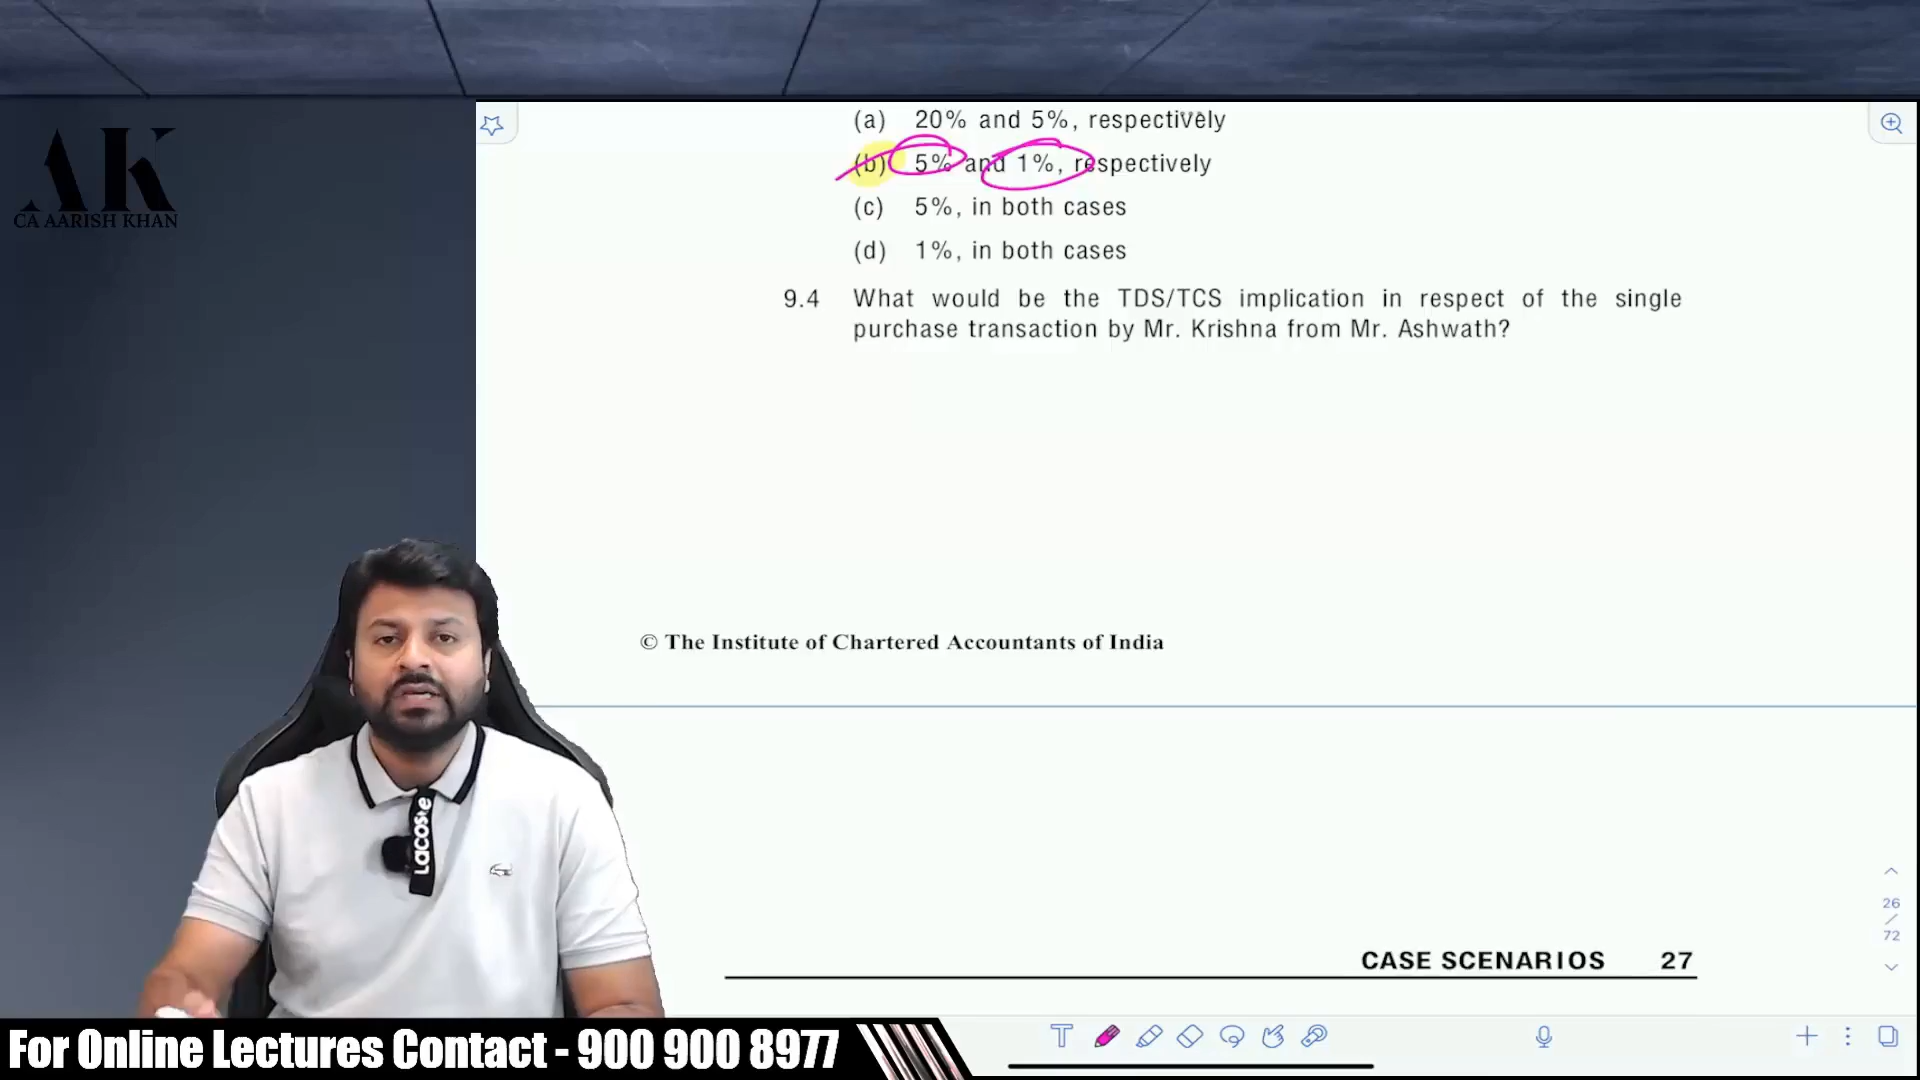 (a) 20% and 5%, respectively
(b) 5% and 1%, respectively
(c) 5%, in both cases
(d) 1%, in both cases
9.4 What would be the TDS/TCS implication in respect of the single
purchase transaction by Mr. Krishna from Mr. Ashwath?
© The Institute of Chartered Accountants of India
CASE SCENARIOS 27
26
/
72
AK
CA AARISH KHAN
Lacoste
For Online Lectures Contact - 900 900 8977
T